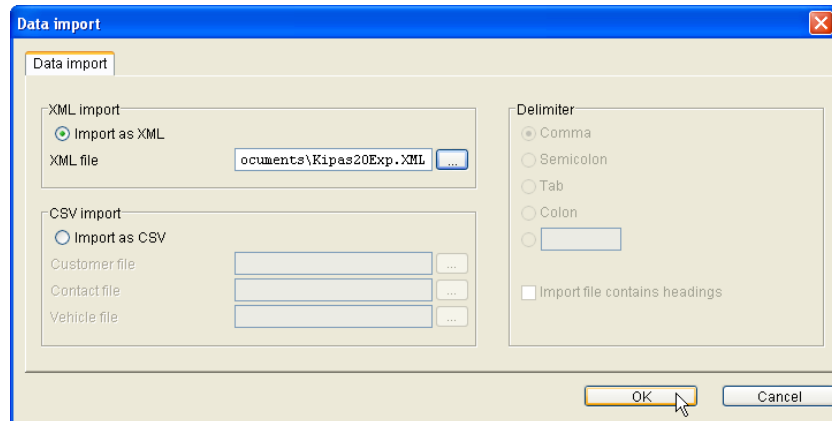 Data import
Data import
XML import
Import as XML
XML file
ocuments\Kipas20Exp.XML
...
CSV import
Import as CSV
Customer file
...
Contact file
...
Vehicle file
...
Delimiter
Comma
Semicolon
Tab
Colon
Import file contains headings
OK
Cancel